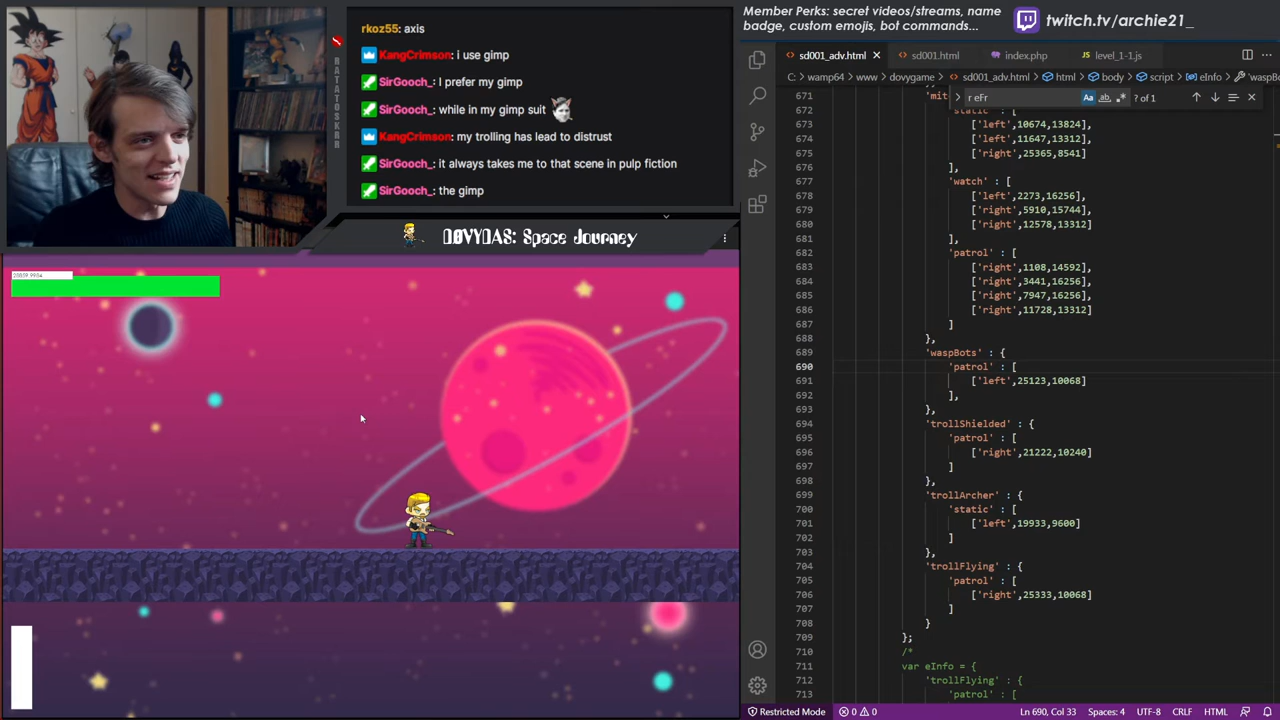 Member Perks: secret videos/streams, name
badge, custom emojis, bot commands...
twitch.tv/archie21_
RATATOSKR
rkoz55: axis
KangCrimson: i use gimp
SirGooch_: I prefer my gimp
SirGooch_: while in my gimp suit
KangCrimson: my trolling has lead to distrust
SirGooch_: it always takes me to that scene in pulp fiction
SirGooch_: the gimp
DOVYDAS: Space Journey
sd001_adv.html
sd001.html
index.php
level_1-1.js
C: > wamp64 > www > dovygame > sd001_adv.html > html > body > script > eInfo > 'waspBo
r eFr
Aa
ab
? of 1
671 'mit
672 'static' : [
673 ['left',10674,13824],
674 ['left',11647,13312],
675 ['right',25365,8541]
676 ],
677 'watch' : [
678 ['left',2273,16256],
679 ['right',5910,15744],
680 ['right',12578,13312]
681 ],
682 'patrol' : [
683 ['right',1108,14592],
684 ['right',3441,16256],
685 ['right',7947,16256],
686 ['right',11728,13312],
687 ]
688 },
689 'waspBots' : {
690 'patrol' : [
691 ['left',25123,10068]
692 ],
693 },
694 'trollShielded' : {
695 'patrol' : [
696 ['right',21222,10240]
697 ]
698 },
699 'trollArcher' : {
700 'static' : [
701 ['left',19933,9600]
702 ]
703 },
704 'trollFlying' : {
705 'patrol' : [
706 ['right',25333,10068]
707 ]
708 }
709 };
710 /*
711 var eInfo = {
712 'trollFlying' : {
713 'patrol' : [
Restricted Mode
0
0
Ln 690, Col 33
Spaces: 4
UTF-8
CRLF
HTML